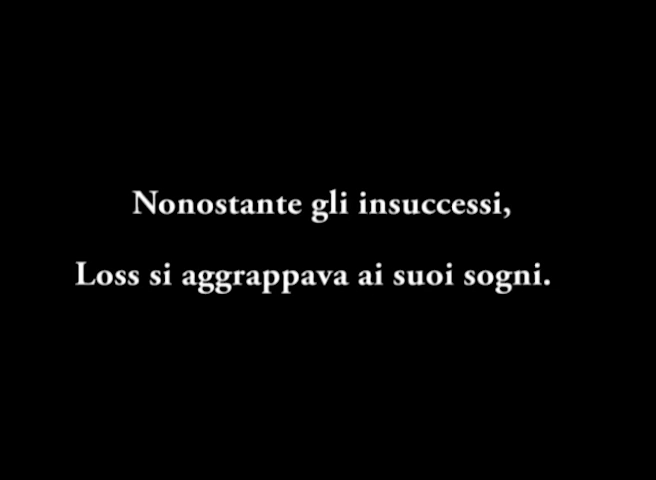 Nonostante gli insuccessi,
Loss si aggrappava ai suoi sogni.